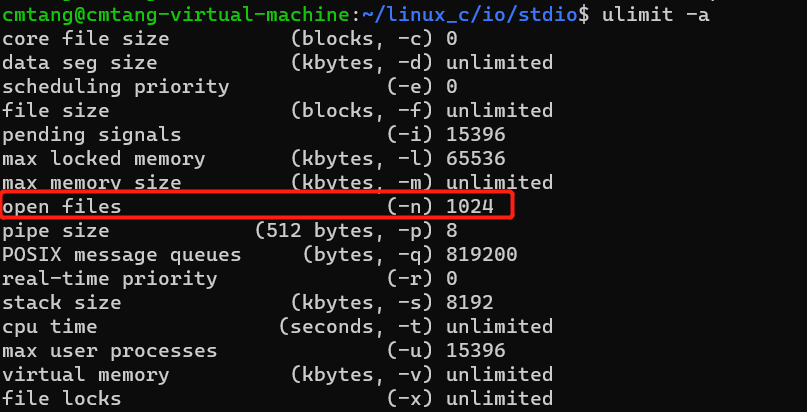 cmtang@cmtang-virtual-machine:~/linux_c/io/stdio$ ulimit -a
core file size          (blocks, -c) 0
data seg size           (kbytes, -d) unlimited
scheduling priority             (-e) 0
file size               (blocks, -f) unlimited
pending signals                 (-i) 15396
max locked memory       (kbytes, -l) 65536
max memory size         (kbytes, -m) unlimited
open files                      (-n) 1024
pipe size            (512 bytes, -p) 8
POSIX message queues     (bytes, -q) 819200
real-time priority              (-r) 0
stack size              (kbytes, -s) 8192
cpu time               (seconds, -t) unlimited
max user processes              (-u) 15396
virtual memory          (kbytes, -v) unlimited
file locks                      (-x) unlimited